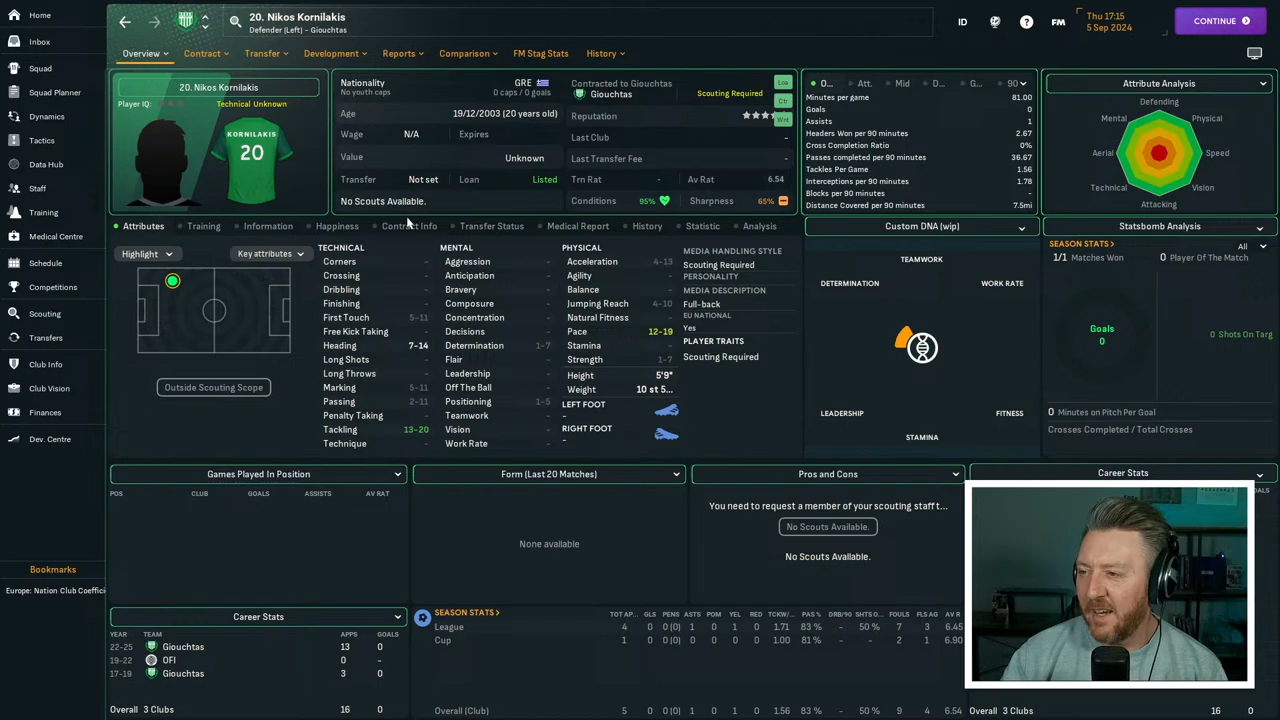 Home
Inbox
Squad
Squad Planner
Dynamics
Tactics
Data Hub
Staff
Training
Medical Centre
Schedule
Competitions
Scouting
Transfers
Club Info
Club Vision
Finances
Dev. Centre
Bookmarks
Europe: Nation Club Coeffici
20. Nikos Kornilakis
Defender (Left) - Giouchtas
ID
FM
Thu 17:15
5 Sep 2024
CONTINUE
Overview
Contract
Transfer
Development
Reports
Comparison
FM Stag Stats
History
20. Nikos Kornilakis
Player IQ:
Technical Unknown
KORNILAKIS
20
Nationality
GRE
No youth caps
0 caps / 0 goals
Age
19/12/2003 (20 years old)
Wage
N/A
Expires
Value
Unknown
Transfer
Not set
Loan
Listed
No Scouts Available.
Contracted to Giouchtas
Giouchtas
Scouting Required
Reputation
Last Club
-
Last Transfer Fee
-
Trn Rat
-
Av Rat
6.54
Conditions
95%
Sharpness
65%
Loa
Ctr
Wnt
O...
Att.
Mid
D...
G...
90
Minutes per game 81.00
Goals 0
Assists 1
Headers Won per 90 minutes 2.67
Cross Completion Ratio 0%
Passes completed per 90 minutes 36.67
Tackles Per Game 1.56
Interceptions per 90 minutes 1.78
Blocks per 90 minutes -
Distance Covered per 90 minutes 7.5mi
Attribute Analysis
Defending
Mental
Physical
Aerial
Speed
Technical
Vision
Attacking
Attributes
Training
Information
Happiness
Contract Info
Transfer Status
Medical Report
History
Statistic
Analysis
Highlight
Key attributes
Outside Scouting Scope
TECHNICAL
Corners -
Crossing -
Dribbling -
Finishing -
First Touch 5-11
Free Kick Taking -
Heading 7-14
Long Shots -
Long Throws -
Marking 5-11
Passing 2-11
Penalty Taking -
Tackling 13-20
Technique -
MENTAL
Aggression -
Anticipation -
Bravery -
Composure -
Concentration -
Decisions -
Determination 1-7
Flair -
Leadership -
Off The Ball -
Positioning 1-5
Teamwork -
Vision -
Work Rate -
PHYSICAL
Acceleration 4-13
Agility -
Balance -
Jumping Reach 4-10
Natural Fitness -
Pace 12-19
Stamina -
Strength 1-7
Height 5'9"
Weight 10 st 5...
LEFT FOOT
-
RIGHT FOOT
-
MEDIA HANDLING STYLE
Scouting Required
PERSONALITY
MEDIA DESCRIPTION
Full-back
EU NATIONAL
Yes
PLAYER TRAITS
Scouting Required
Custom DNA (wip)
TEAMWORK
DETERMINATION
WORK RATE
LEADERSHIP
FITNESS
STAMINA
Statsbomb Analysis
SEASON STATS >
All
1/1 Matches Won
0 Player Of The Match
Goals
0
0 Shots On Targ
0 Minutes on Pitch Per Goal
Crosses Completed / Total Crosses
Games Played In Position
POS CLUB GOALS ASSISTS AV RAT
Form (Last 20 Matches)
None available
Pros and Cons
You need to request a member of your scouting staff t...
No Scouts Available.
No Scouts Available.
Career Stats
OALS
Career Stats
YEAR TEAM APPS GOALS
22-25 Giouchtas 13 0
19-22 OFI 0 -
17-19 Giouchtas 3 0
Overall 3 Clubs 16 0
SEASON STATS > TOT AP... GLS PENS ASTS POM YEL RED TCKW/... PAS % DRB/90 SHTS O... FOULS FLS AG AV R
League 4 0 0 (0) 1 0 1 0 1.71 83 % - 50 % 7 3 6.45
Cup 1 0 0 (0) 0 0 0 0 1.00 81 % - - 2 1 6.90
Overall (Club) 5 0 0 (0) 1 0 1 0 1.56 83 % - 50 % 9 4 6.54
Overall 3 Clubs 16 0